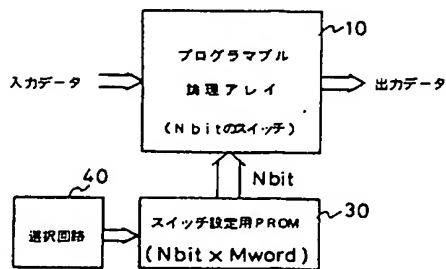 10
プログラマブル
論理アレイ
(Nbitのスイッチ)
入力データ
出力データ
Nbit
40
選択回路
30
スイッチ設定用PROM
(Nbit x Mword)